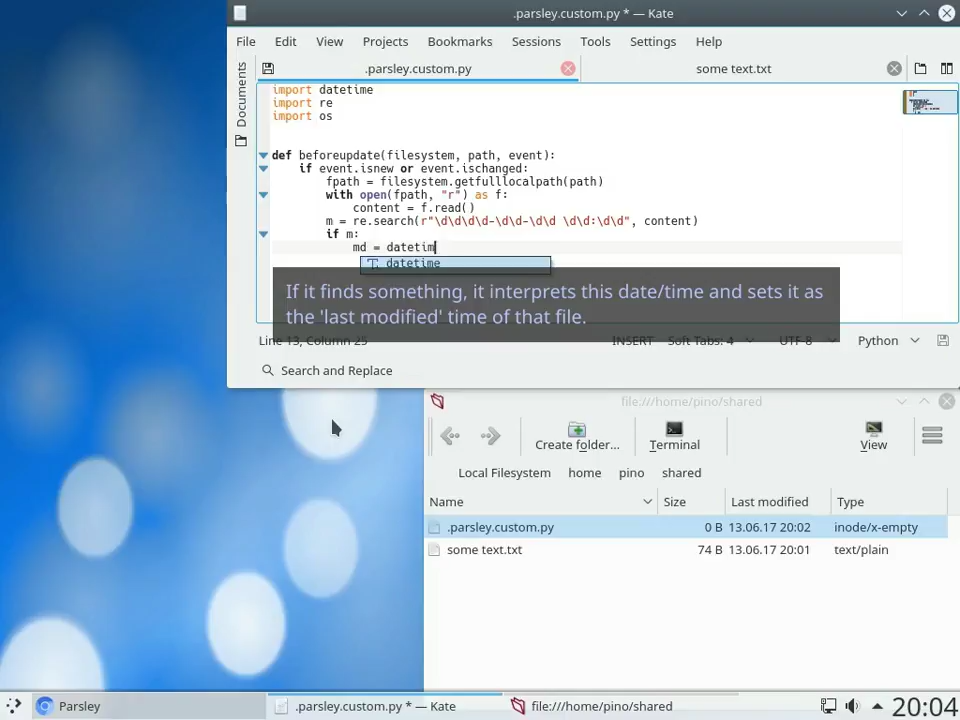 .parsley.custom.py * — Kate
File Edit View Projects Bookmarks Sessions Tools Settings Help
Documents
.parsley.custom.py
some text.txt
import datetime
import re
import os
def beforeupdate(filesystem, path, event):
if event.isnew or event.ischanged:
fpath = filesystem.getfulllocalpath(path)
with open(fpath, "r") as f:
content = f.read()
m = re.search(r"\d\d\d\d-\d\d-\d\d \d\d:\d\d", content)
if m:
md = datetim
datetime
If it finds something, it interprets this date/time and sets it as
the 'last modified' time of that file.
Line 13, Column 25 INSERT Soft Tabs: 4 UTF-8 Python
Search and Replace
file:///home/pino/shared
Create folder... Terminal View
Local Filesystem home pino shared
Name Size Last modified Type
.parsley.custom.py 0 B 13.06.17 20:02 inode/x-empty
some text.txt 74 B 13.06.17 20:01 text/plain
Parsley .parsley.custom.py * — Kate file:///home/pino/shared 20:04